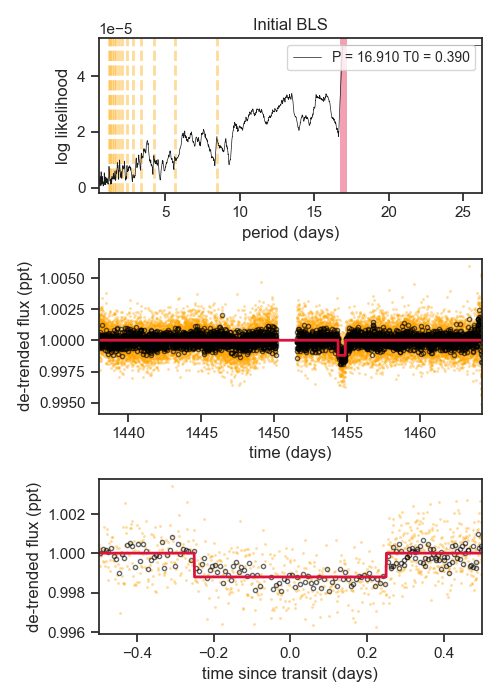 Initial BLS
1e−5
P = 16.910 T0 = 0.390
4
2
0
log likelihood
5 10 15 20 25
period (days)
1.0050
1.0025
1.0000
0.9975
0.9950
de-trended flux (ppt)
1440 1445 1450 1455 1460
time (days)
1.002
1.000
0.998
0.996
de-trended flux (ppt)
−0.4 −0.2 0.0 0.2 0.4
time since transit (days)